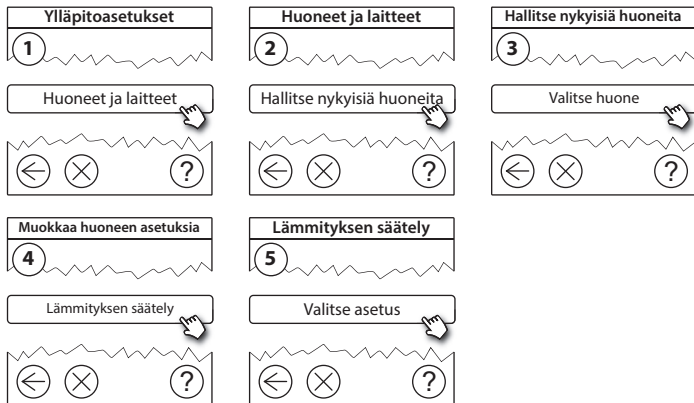 Ylläpitoasetukset
1
Huoneet ja laitteet
?
Huoneet ja laitteet
2
Hallitse nykyisiä huoneita
?
Hallitse nykyisiä huoneita
3
Valitse huone
?
Muokkaa huoneen asetuksia
4
Lämmityksen säätely
?
Lämmityksen säätely
5
Valitse asetus
?